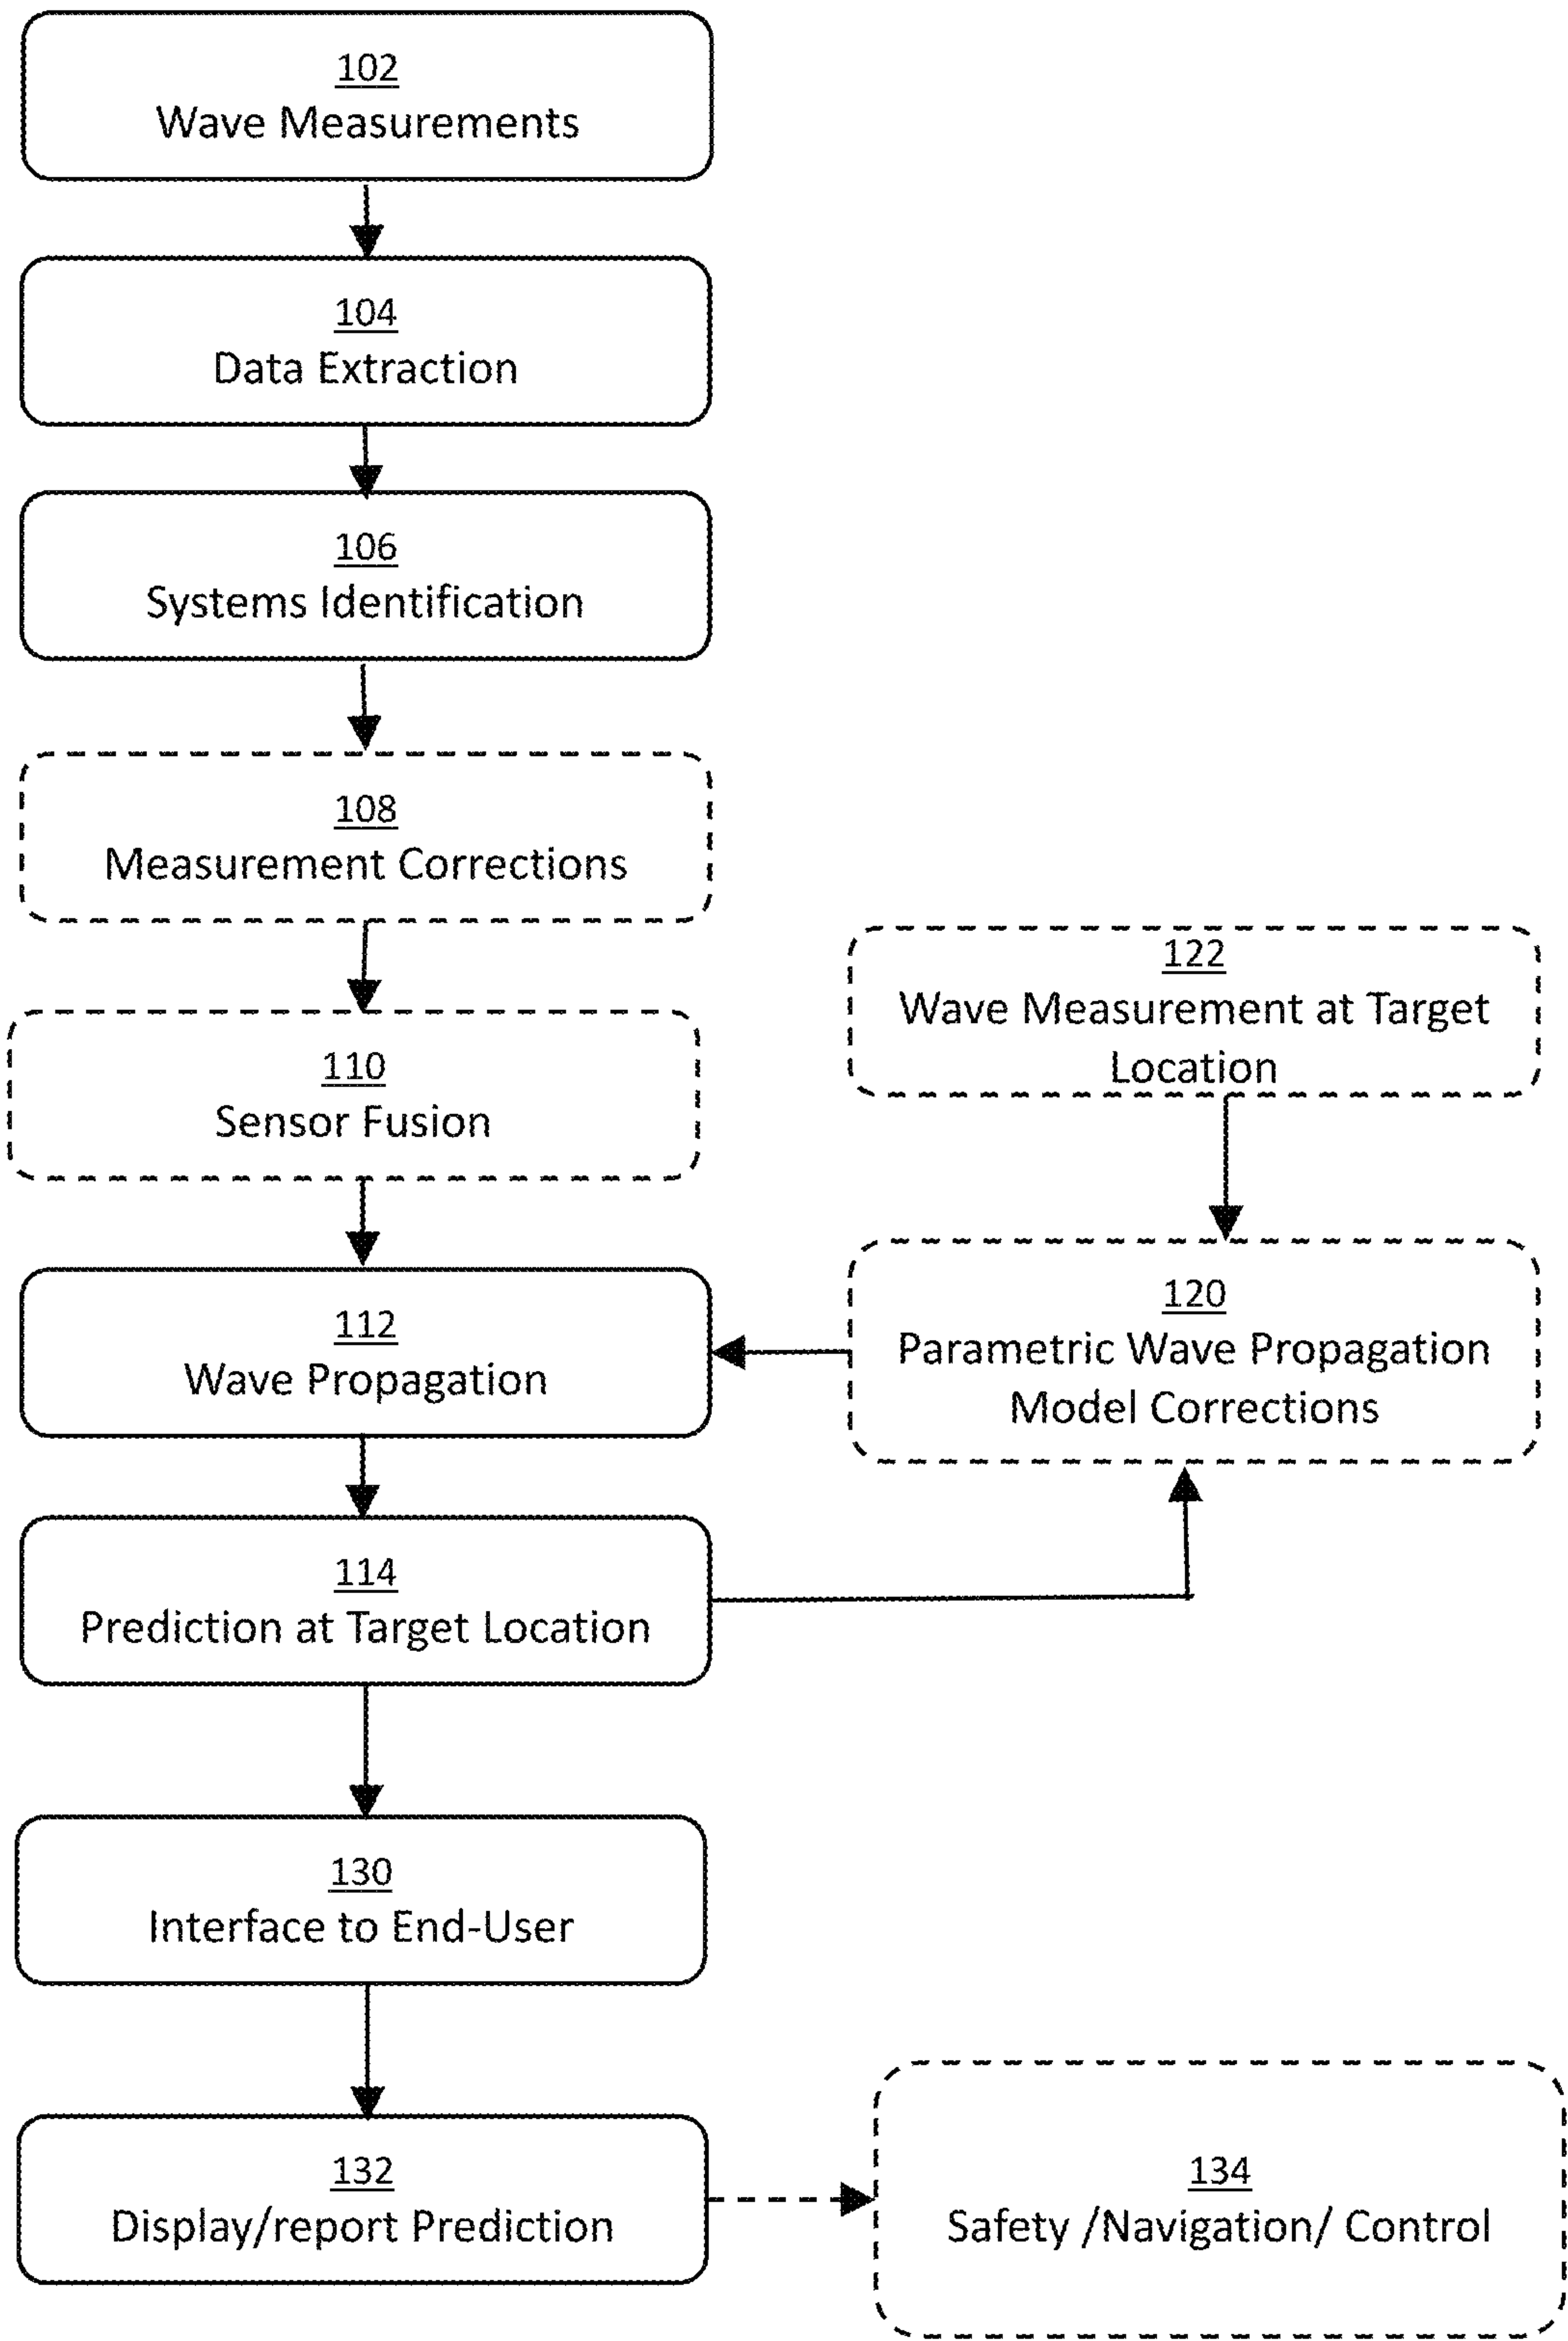 102
Wave Measurements
104
Data Extraction
106
Systems Identification
108
Measurement Corrections
122
Wave Measurement at Target
Location
110
Sensor Fusion
120
Parametric Wave Propagation
Model Corrections
112
Wave Propagation
114
Prediction at Target Location
130
Interface to End-User
132
Display/report Prediction
134
Safety /Navigation/ Control